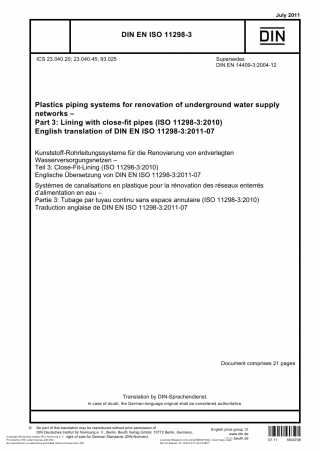 July 2011
DIN EN ISO 11298-3
DIN
ICS 23.040.20; 23.040.45; 93.025
Supersedes
DIN EN 14409-3:2004-12
Plastics piping systems for renovation of underground water supply
networks –
Part 3: Lining with close-fit pipes (ISO 11298-3:2010)
English translation of DIN EN ISO 11298-3:2011-07
Kunststoff-Rohrleitungssysteme für die Renovierung von erdverlegten
Wasserversorgungsnetzen –
Teil 3: Close-Fit-Lining (ISO 11298-3:2010)
Englische Übersetzung von DIN EN ISO 11298-3:2011-07
Systèmes de canalisations en plastique pour la rénovation des réseaux enterrés
d'alimentation en eau –
Partie 3: Tubage par tuyau continu sans espace annulaire (ISO 11298-3:2010)
Traduction anglaise de DIN EN ISO 11298-3:2011-07
Document comprises 21 pages
Translation by DIN-Sprachendienst.
In case of doubt, the German-language original shall be considered authoritative.
© No part of this translation may be reproduced without prior permission of
DIN Deutsches Institut für Normung e. V., Berlin. Beuth Verlag GmbH, 10772 Berlin, Germany,
right of sale for German Standards (DIN-Normen).
English price group 12
www.din.de
www.beuth.de
07.11